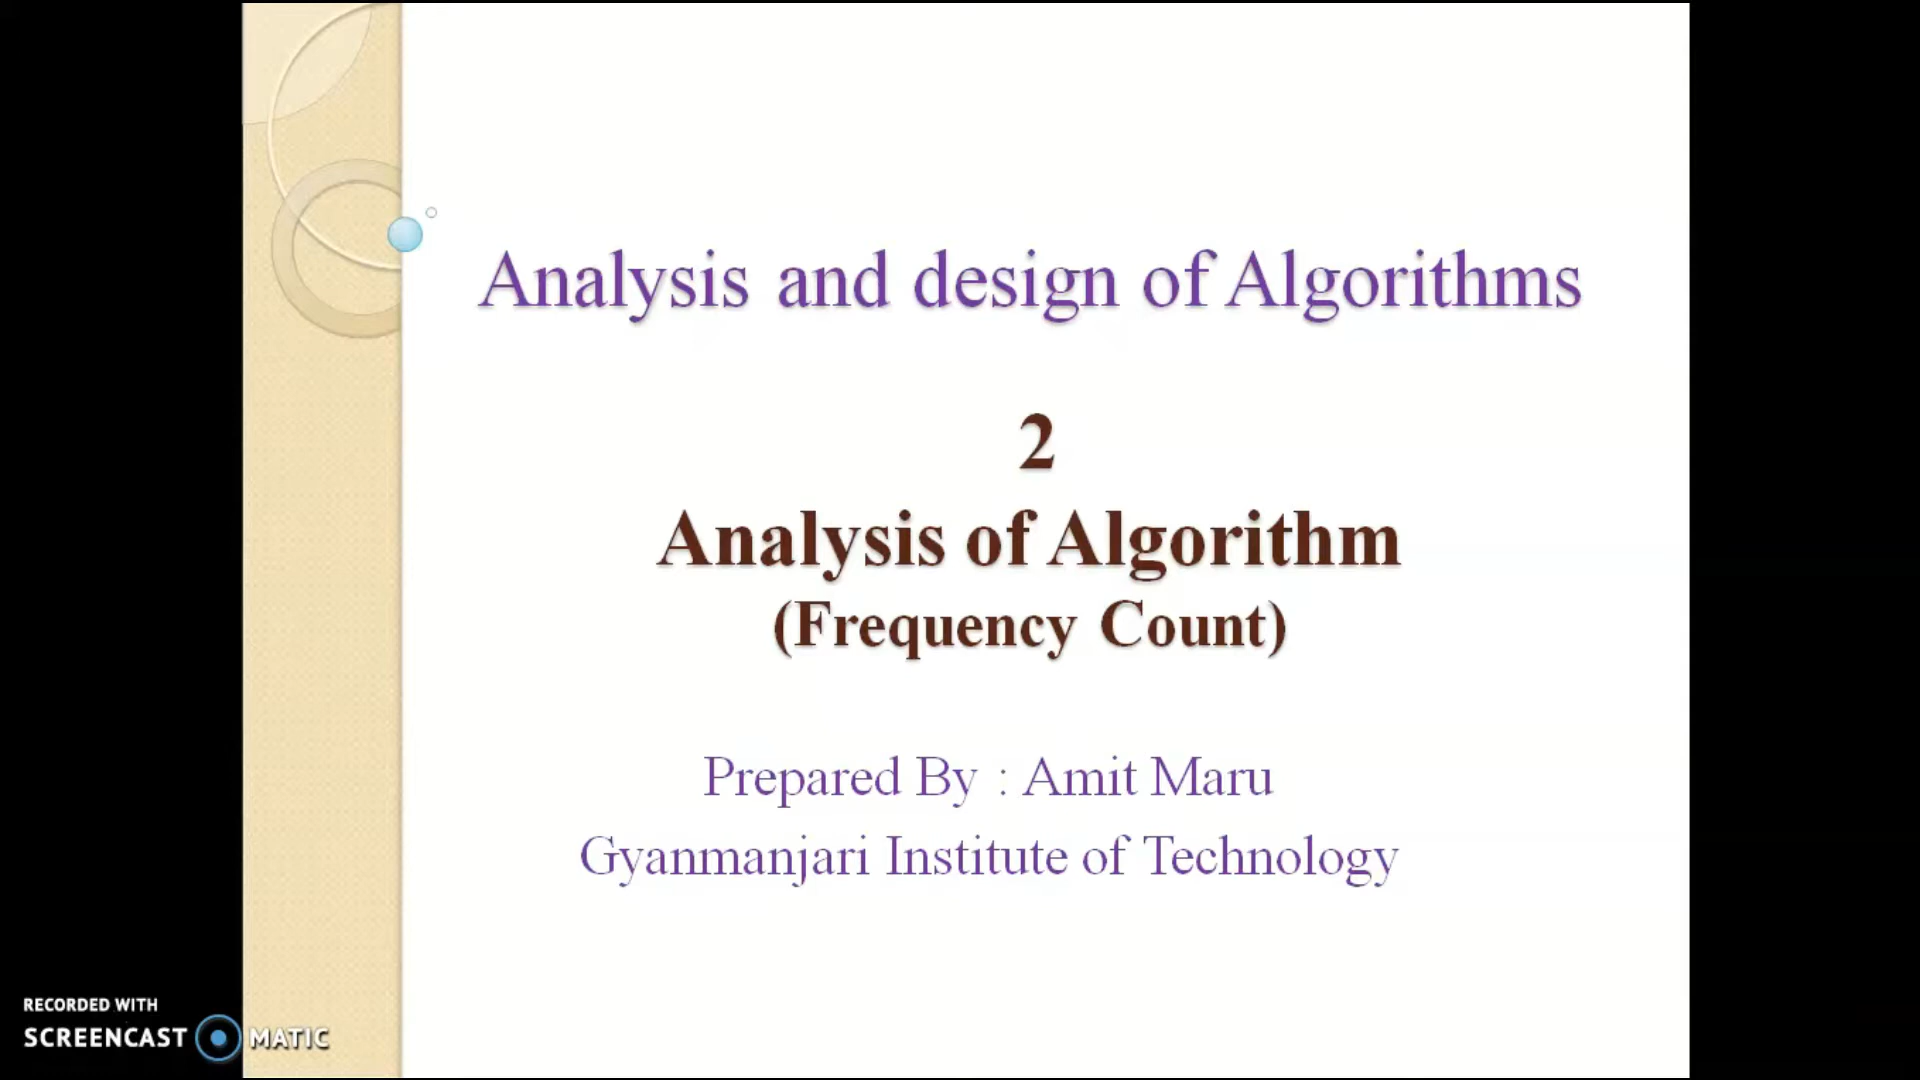 Analysis and design of Algorithms
2
Analysis of Algorithm
(Frequency Count)
Prepared By : Amit Maru
Gyanmanjari Institute of Technology
RECORDED WITH
SCREENCAST MATIC